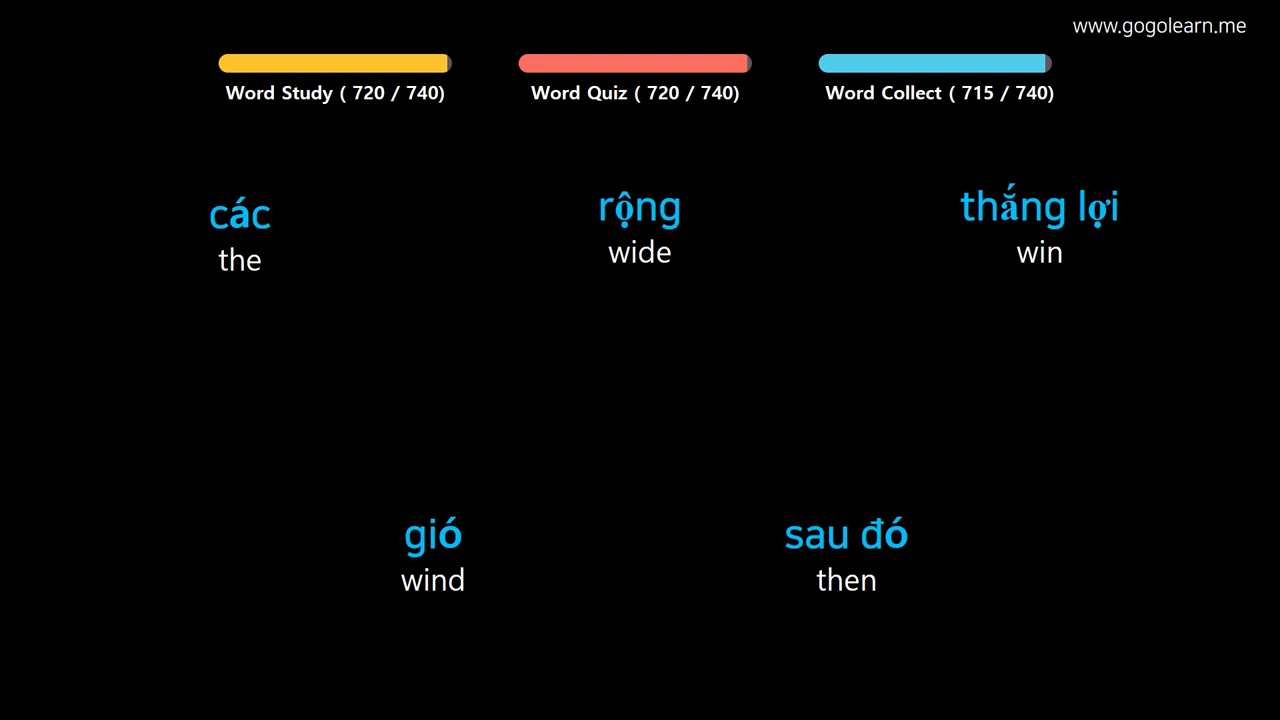 www.gogolearn.me
Word Study ( 720 / 740)
Word Quiz ( 720 / 740)
Word Collect ( 715 / 740)
các
the
rộng
wide
thắng lợi
win
gió
wind
sau đó
then